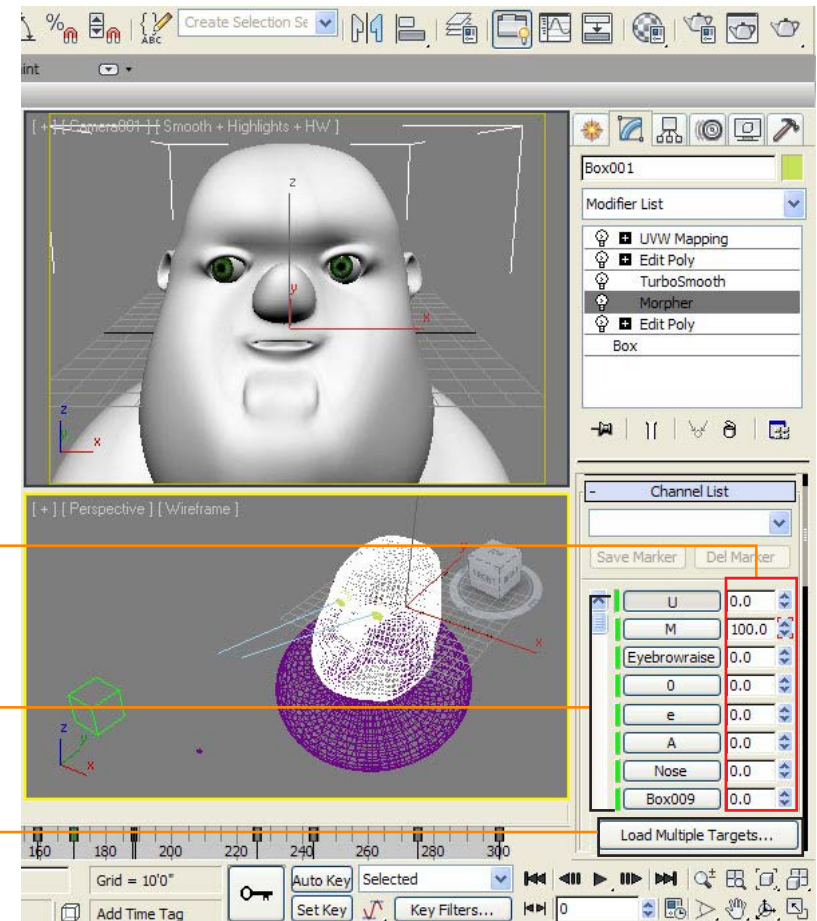 ABC
Create Selection Se
int
[ + ] [ Camera001 ] [ Smooth + Highlights + HW ]
z
y
x
z
x
Box001
Modifier List
UVW Mapping
Edit Poly
TurboSmooth
Morpher
Edit Poly
Box
[ + ] [ Perspective ] [ Wireframe ]
y
x
FRONT
z
y
x
Channel List
Save Marker
Del Marker
U 0.0
M 100.0
Eyebrowraise 0.0
0 0.0
e 0.0
A 0.0
Nose 0.0
Box009 0.0
Load Multiple Targets...
160 180 200 220 240 260 280 300
Grid = 10'0"
Auto Key
Selected
Add Time Tag
Set Key
Key Filters...
0